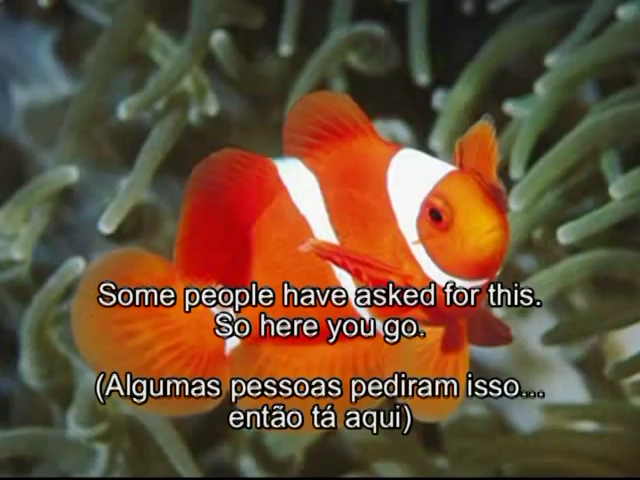 Some people have asked for this.
So here you go.
(Algumas pessoas pediram isso...
então tá aqui)